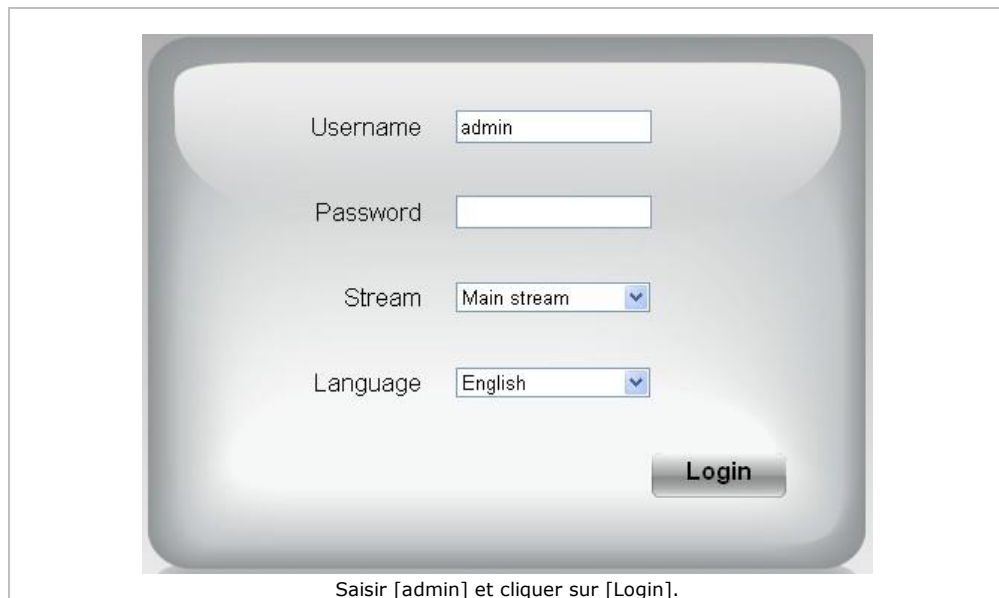 Username admin
Password
Stream Main stream
Language English
Login
Saisir [admin] et cliquer sur [Login].